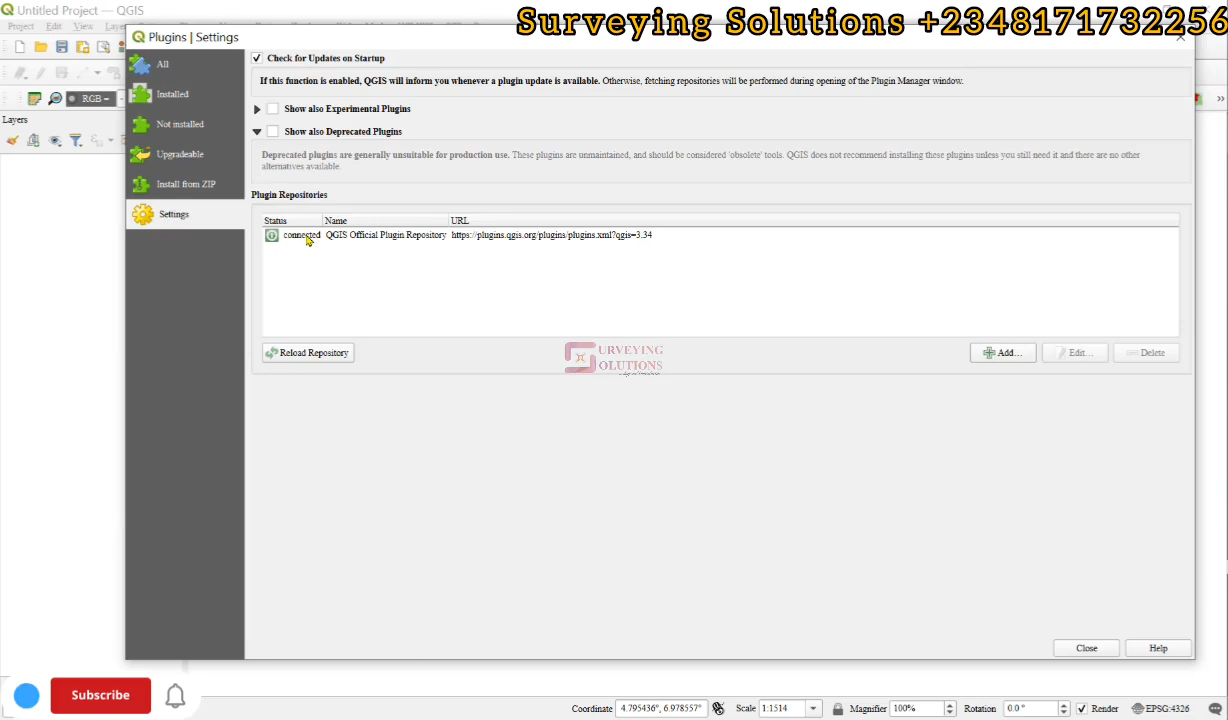 Untitled Project — QGIS
Surveying Solutions +2348171732256
Project Edit View Layer
Plugins | Settings
RGB
Layers
All
Installed
Not installed
Upgradeable
Install from ZIP
Settings
Check for Updates on Startup
If this function is enabled, QGIS will inform you whenever a plugin update is available. Otherwise, fetching repositories will be performed during opening of the Plugin Manager window.
Show also Experimental Plugins
Show also Deprecated Plugins
Deprecated plugins are generally unsuitable for production use. These plugins are unmaintained, and should be considered 'obsolete' tools. QGIS does not recommend installing these plugins unless you still need it and there are no other
alternatives available.
Plugin Repositories
Status Name URL
connected QGIS Official Plugin Repository https://plugins.qgis.org/plugins/plugins.xml?qgis=3.34
Reload Repository
SURVEYING
SOLUTIONS
Add... Edit... Delete
Close Help
Subscribe
Coordinate 4.795436°, 6.978557° Scale 1:1514 Magnifier 100% Rotation 0.0 ° Render EPSG:4326